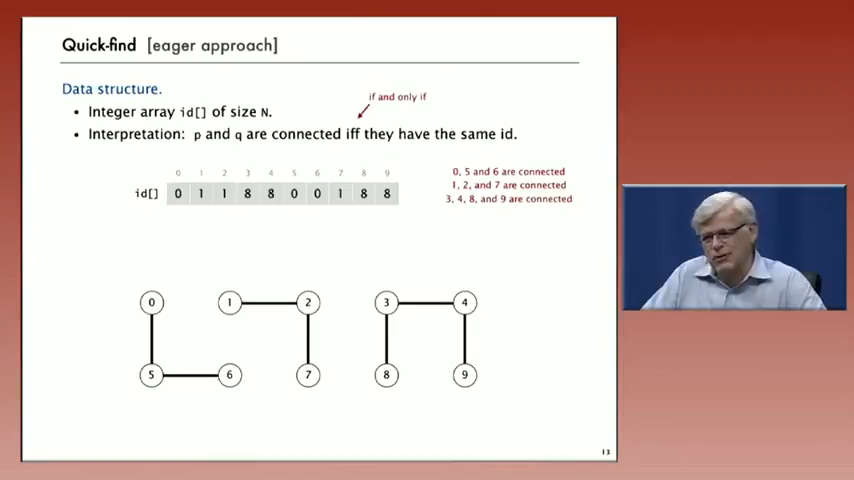 Quick-find [eager approach]
Data structure.
• Integer array id[] of size N.
if and only if
• Interpretation: p and q are connected iff they have the same id.
0 1 2 3 4 5 6 7 8 9
id[] 0 1 1 8 8 0 0 1 8 8
0, 5 and 6 are connected
1, 2, and 7 are connected
3, 4, 8, and 9 are connected
0 1 2 3 4
5 6 7 8 9
13